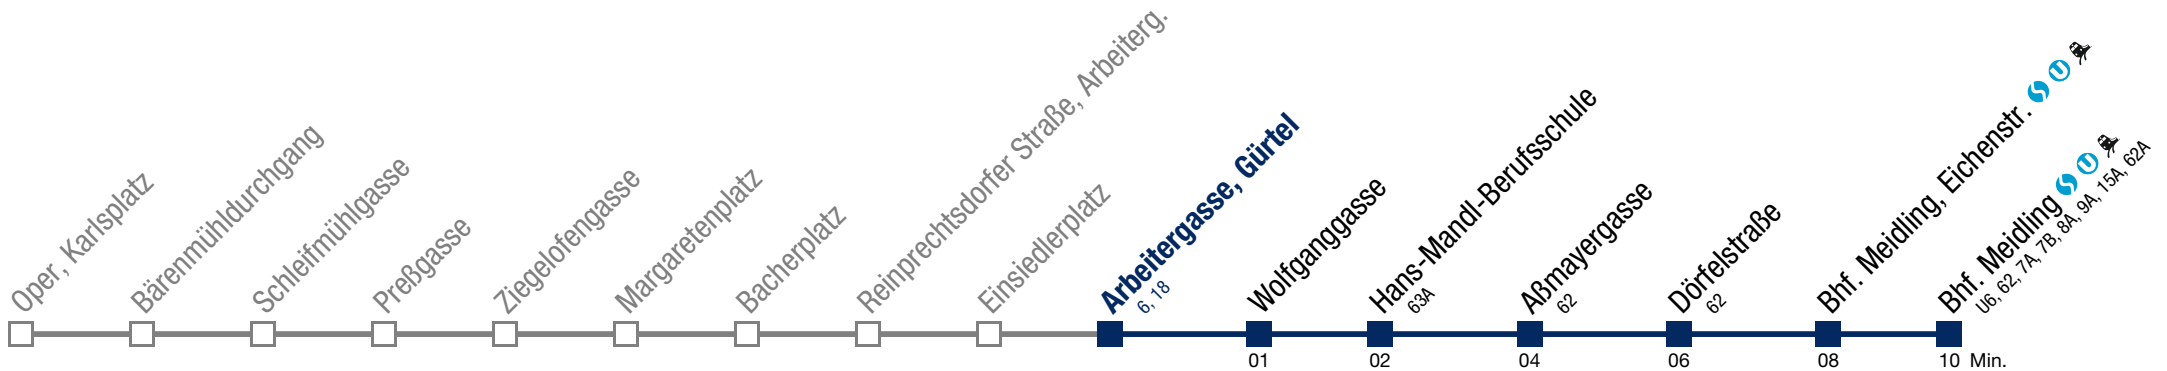 Oper, Karlsplatz
Bärenmühldurchgang
Schleifmühlgasse
Preßgasse
Ziegelofengasse
Margaretenplatz
Bacherplatz
Reinprechtsdorfer Straße, Arbeiterg.
Einsiedlerplatz
Arbeitergasse, Gürtel
6, 18
Wolfganggasse
Hans-Mandl-Berufsschule
63A
Aßmayergasse
62
Dörfelstraße
62
Bhf. Meidling, Eichenstr. S U
Bhf. Meidling S U
U6, 62, 7A, 7B, 8A, 9A, 15A, 62A
01 02 04 06 08 10 Min.